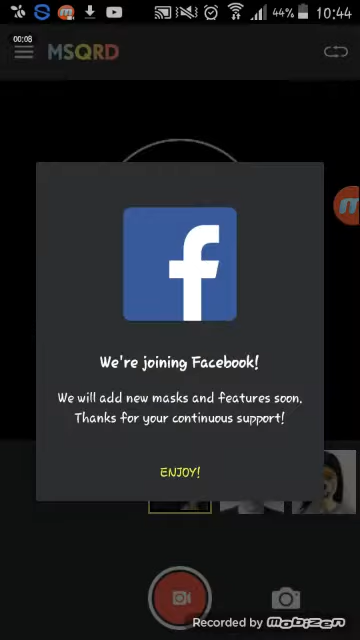 44% 10:44
00:08
MSQRD
We're joining Facebook!
We will add new masks and features soon.
Thanks for your continuous support!
ENJOY!
Recorded by mobizen